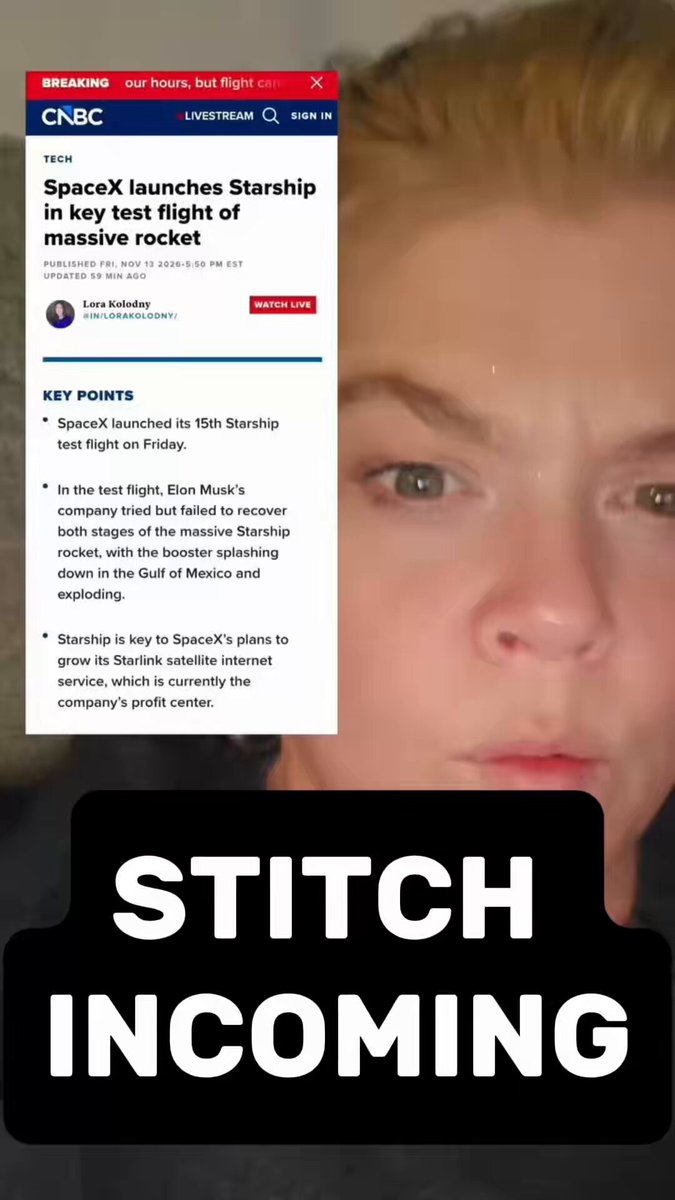 BREAKING our hours, but flight can
CNBC LIVESTREAM SIGN IN
TECH
SpaceX launches Starship
in key test flight of
massive rocket
PUBLISHED FRI, NOV 13 2026•5:50 PM EST
UPDATED 59 MIN AGO
Lora Kolodny
@IN/LORAKOLODNY/
WATCH LIVE
KEY POINTS
• SpaceX launched its 15th Starship
test flight on Friday.
• In the test flight, Elon Musk's
company tried but failed to recover
both stages of the massive Starship
rocket, with the booster splashing
down in the Gulf of Mexico and
exploding.
• Starship is key to SpaceX's plans to
grow its Starlink satellite internet
service, which is currently the
company's profit center.
STITCH
INCOMING